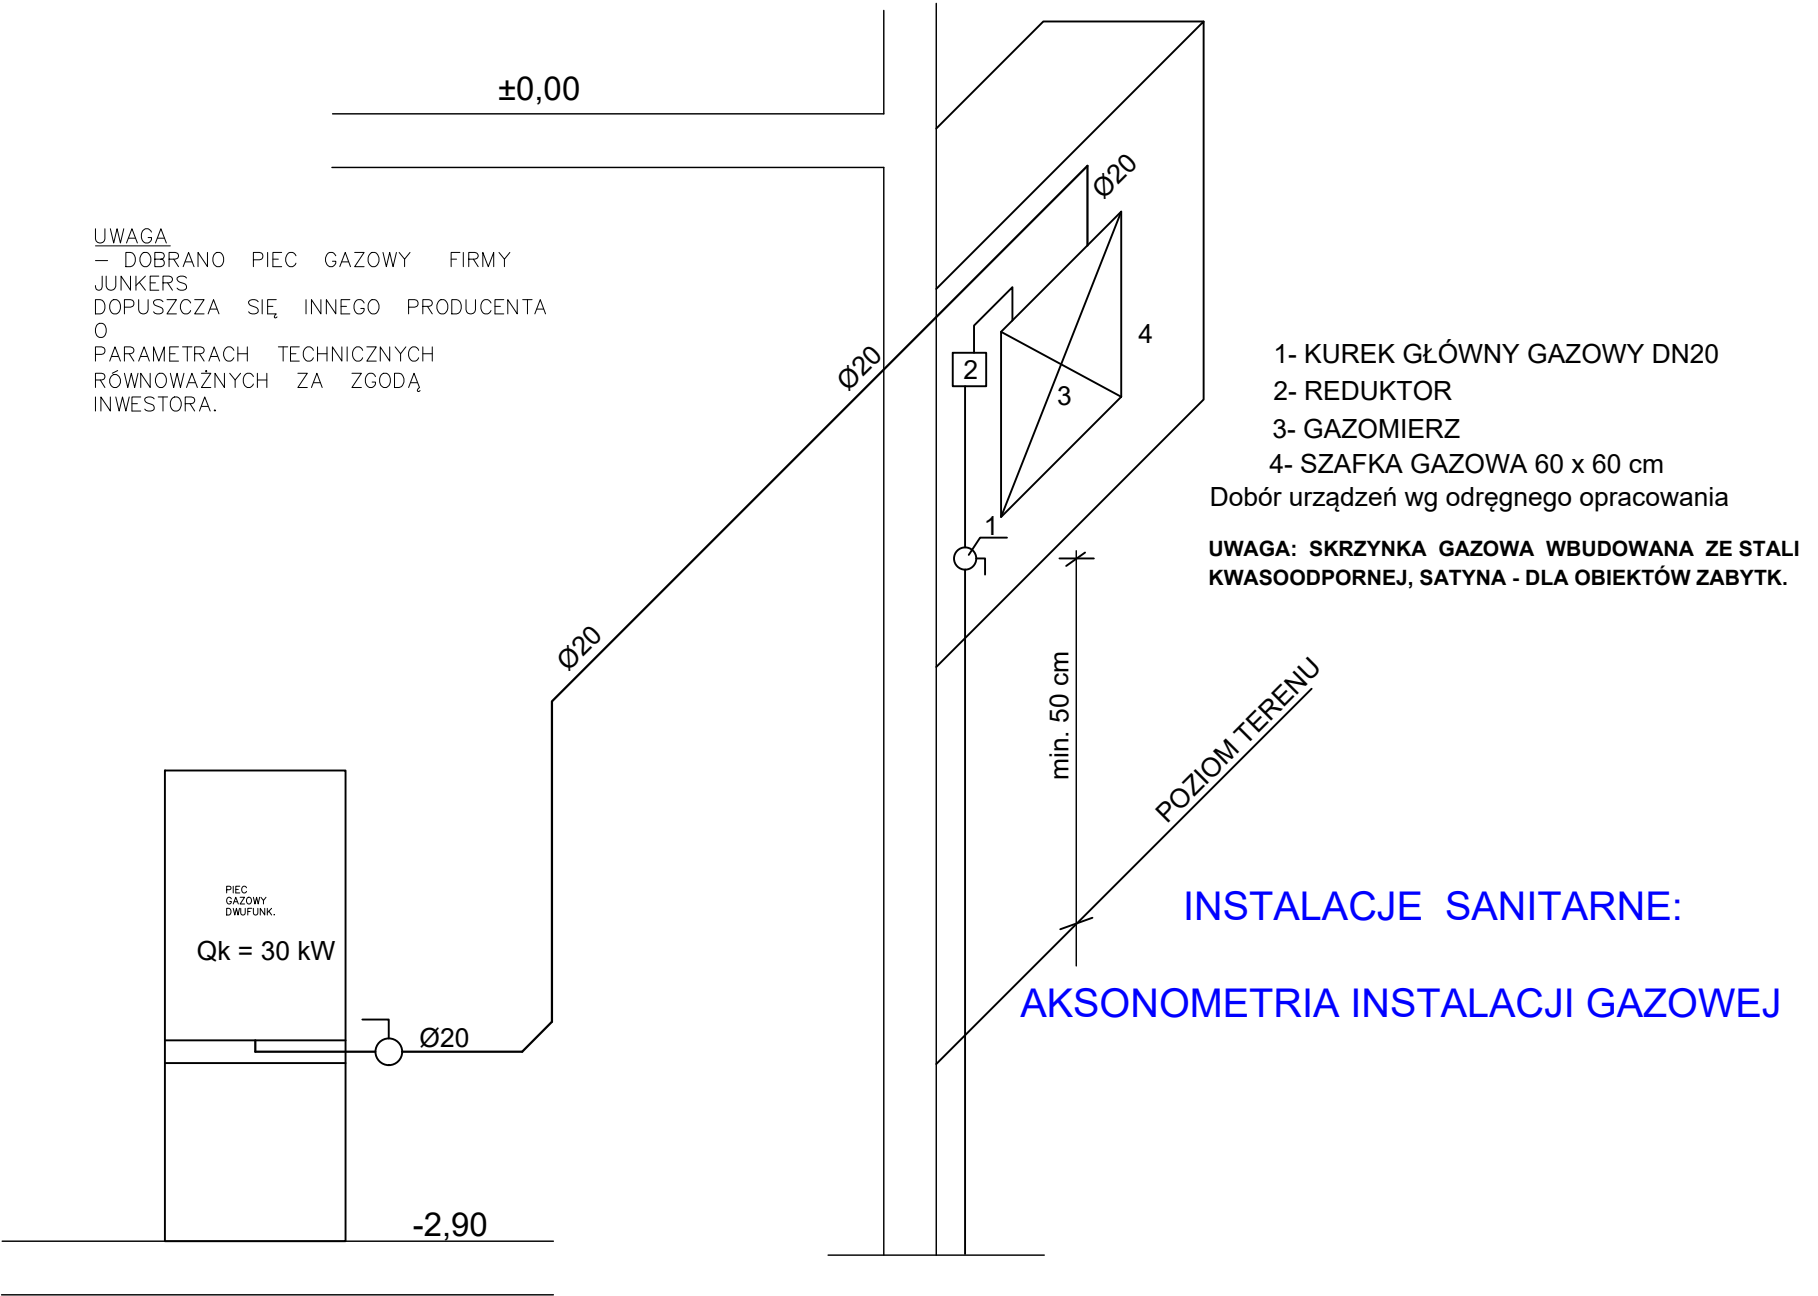 ±0,00
Ø20
UWAGA
– DOBRANO PIEC GAZOWY FIRMY
JUNKERS
DOPUSZCZA SIĘ INNEGO PRODUCENTA
O
PARAMETRACH TECHNICZNYCH
RÓWNOWAŻNYCH ZA ZGODĄ
INWESTORA.
4
1- KUREK GŁÓWNY GAZOWY DN20
2
Ø20
3
2- REDUKTOR
3- GAZOMIERZ
4- SZAFKA GAZOWA 60 x 60 cm
Dobór urządzeń wg odręgnego opracowania
1
UWAGA: SKRZYNKA GAZOWA WBUDOWANA ZE STALI
KWASOODPORNEJ, SATYNA - DLA OBIEKTÓW ZABYTK.
Ø20
min. 50 cm
POZIOM TERENU
PIEC
GAZOWY
DWUFUNK.
Qk = 30 kW
INSTALACJE SANITARNE:
AKSONOMETRIA INSTALACJI GAZOWEJ
Ø20
-2,90